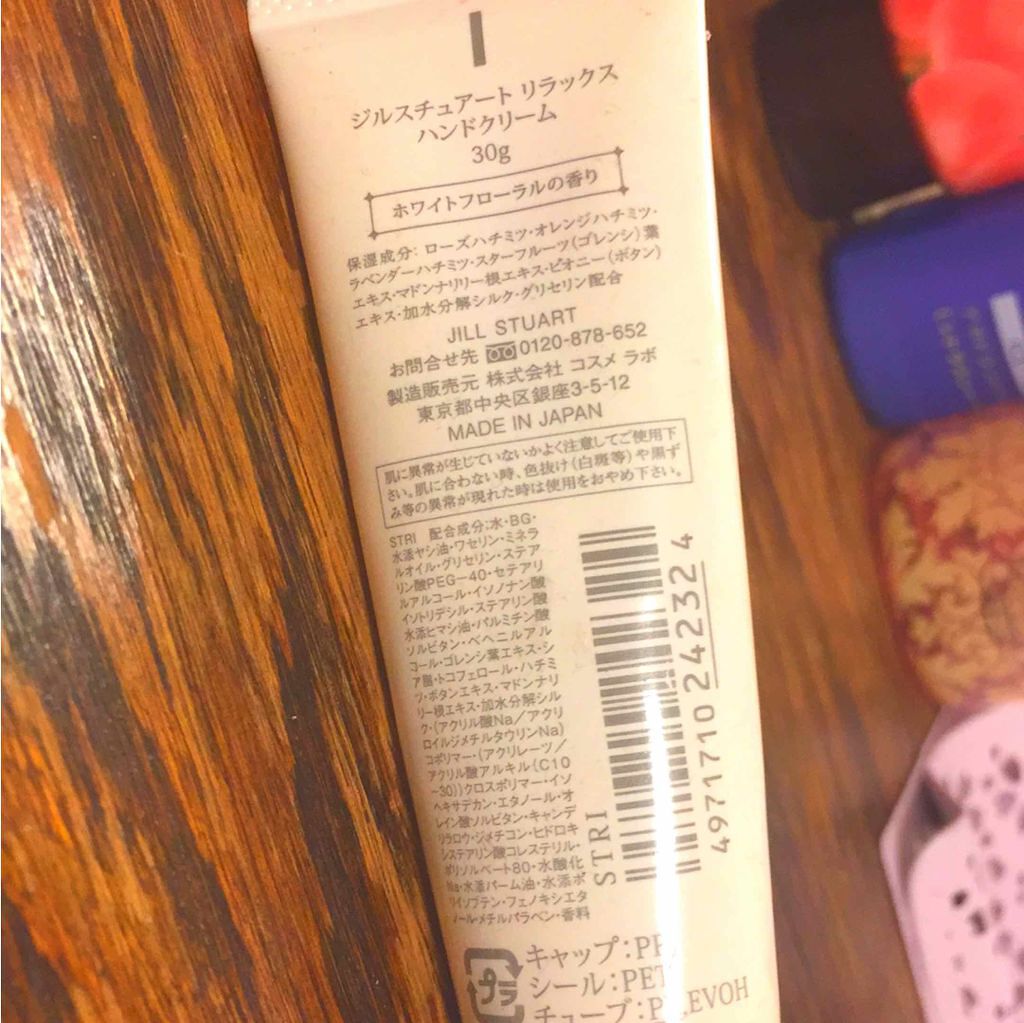 ジルスチュアート リラックス
ハンドクリーム
30g
ホワイトフローラルの香り
保湿成分: ローズハチミツ・オレンジハチミツ・
ラベンダーハチミツ・スターフルーツ(ゴレンシ)葉
エキス・マドンナリリー根エキス・ピオニー(ボタン)
エキス・加水分解シルク・グリセリン配合
JILL STUART
お問合せ先 0120-878-652
製造販売元 株式会社 コスメ ラボ
東京都中央区銀座3-5-12
MADE IN JAPAN
肌に異常が生じていないかよく注意してご使用下
さい。肌に合わない時、色抜け(白斑等)や黒ず
み等の異常が現れた時は使用をおやめ下さい。
STRI 配合成分:水・BG・
水添ヤシ油・ワセリン・ミネラ
ルオイル・グリセリン・ステア
リン酸PEG-40・セテアリ
ルアルコール・イソノナン酸
イソトリデシル・ステアリン酸
水添ヒマシ油・パルミチン酸
ソルビタン・ベヘニルアル
コール・ゴレンシ葉エキス・シ
ア脂・トコフェロール・ハチミ
ツ・ボタンエキス・マドンナリ
リー根エキス・加水分解シル
ク・(アクリル酸Na/アクリ
ロイルジメチルタウリンNa)
コポリマー・(アクリレーツ/
アクリル酸アルキル{C10
-30))クロスポリマー・イソ
ヘキサデカン・エタノール・オ
レイン酸ソルビタン・キャンデ
リラロウ・ジメチコン・ヒドロキ
システアリン酸コレステリル・
ポリソルベート80・水酸化
Na・水添パーム油・水添ポ
リイソブテン・フェノキシエタ
ノール・メチルパラベン・香料
STRI
4971710242324
プラ
キャップ:PP
シール:PET
チューブ:PE,EVOH